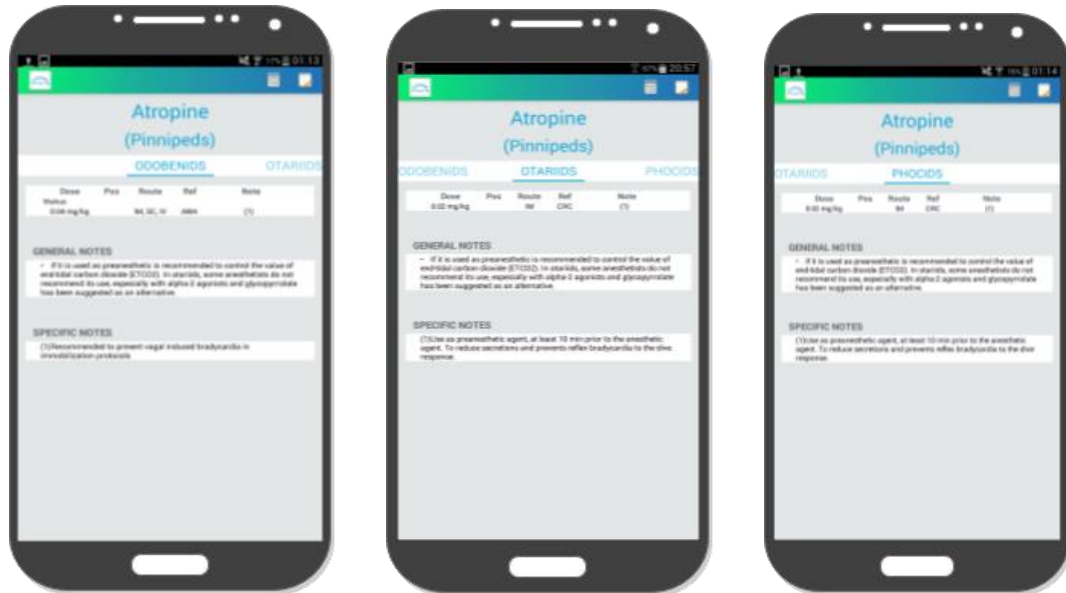 01:13
Atropine
(Pinnipeds)
ODOBENIDS OTARIIDS
Dose Pos Route Ref Note
Walrus
0.04 mg/kg IM, SC, IV (1)
GENERAL NOTES
- If it is used as preanesthetic is recommended to control the value of
end-tidal carbon dioxide (ETCO2). In otariids, some anesthetists do not
recommend its use, especially with alpha-2 agonists and glycopyrrolate
has been suggested as an alternative.
SPECIFIC NOTES
(1)Recommended to prevent vagal induced bradycardia in
immobilization protocols
20:57
Atropine
(Pinnipeds)
ODOBENIDS OTARIIDS PHOCIDS
Dose Pos Route Ref Note
0.02 mg/kg IM CRC (1)
GENERAL NOTES
- If it is used as preanesthetic is recommended to control the value of
end-tidal carbon dioxide (ETCO2). In otariids, some anesthetists do not
recommend its use, especially with alpha-2 agonists and glycopyrrolate
has been suggested as an alternative.
SPECIFIC NOTES
(1)Use as preanesthetic agent, at least 10 min prior to the anesthetic
agent. To reduce secretions and prevents reflex bradycardia to the dive
response.
01:14
Atropine
(Pinnipeds)
OTARIIDS PHOCIDS
Dose Pos Route Ref Note
0.02 mg/kg IM CRC (1)
GENERAL NOTES
- If it is used as preanesthetic is recommended to control the value of
end-tidal carbon dioxide (ETCO2). In otariids, some anesthetists do not
recommend its use, especially with alpha-2 agonists and glycopyrrolate
has been suggested as an alternative.
SPECIFIC NOTES
(1)Use as preanesthetic agent, at least 10 min prior to the anesthetic
agent. To reduce secretions and prevents reflex bradycardia to the dive
response.